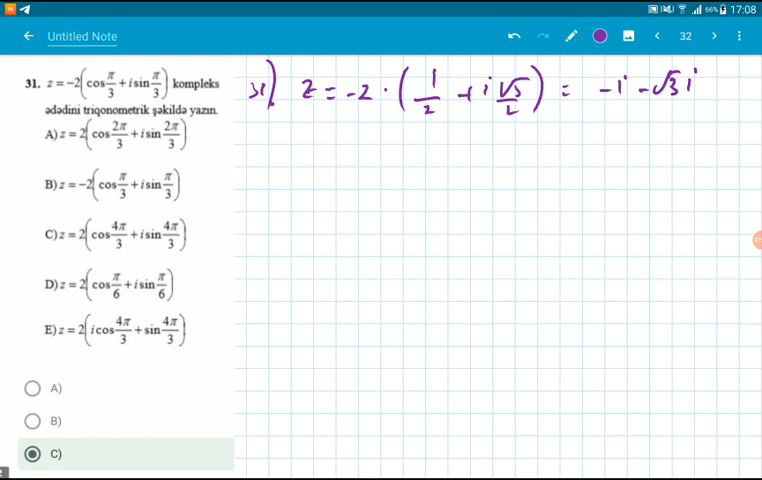 66% 17:08
← Untitled Note < 32 >
31. z = -2(cos π/3 + i sin π/3) kompleks
ədədini triqonometrik şəkildə yazın.
A) z = 2(cos 2π/3 + i sin 2π/3)
B) z = -2(cos π/3 + i sin π/3)
C) z = 2(cos 4π/3 + i sin 4π/3)
D) z = 2(cos π/6 + i sin π/6)
E) z = 2(i cos 4π/3 + sin 4π/3)
A)
B)
C)
31) z = -2 · (1/2 + i √3/2) = -1 - √3 i